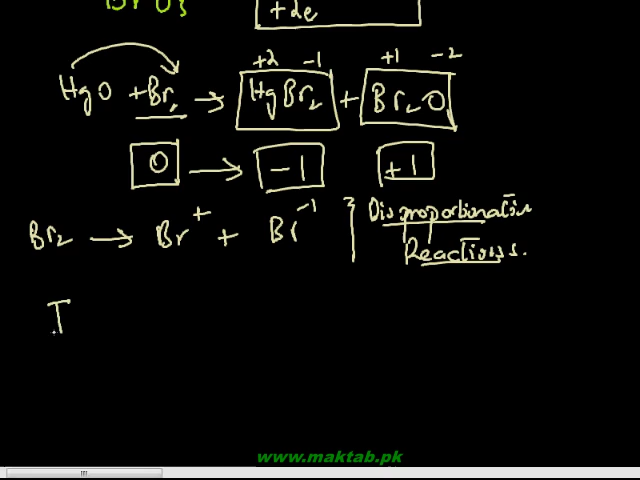 BrO3
+2e
+2 -1 +1 -2
HgO + Br2 → HgBr2 + Br2O
0 → -1 +1
Br2 → Br+ + Br-1 } Disproportionation
Reactions.
I
www.maktab.pk